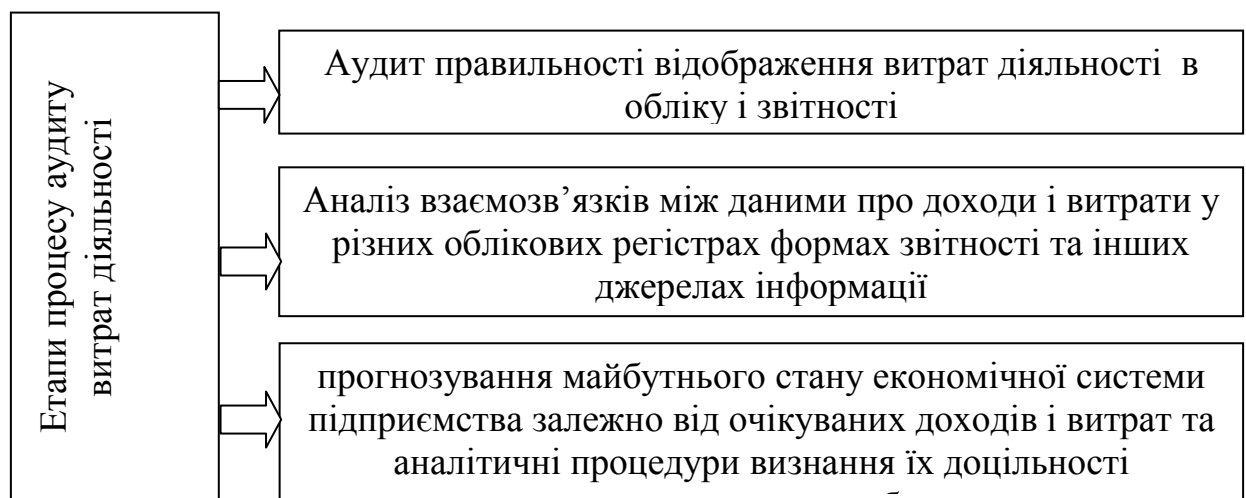 Етапи процесу аудиту
витрат діяльності
Аудит правильності відображення витрат діяльності в
обліку і звітності
Аналіз взаємозв’язків між даними про доходи і витрати у
різних облікових регістрах формах звітності та інших
джерелах інформації
прогнозування майбутнього стану економічної системи
підприємства залежно від очікуваних доходів і витрат та
аналітичні процедури визнання їх доцільності